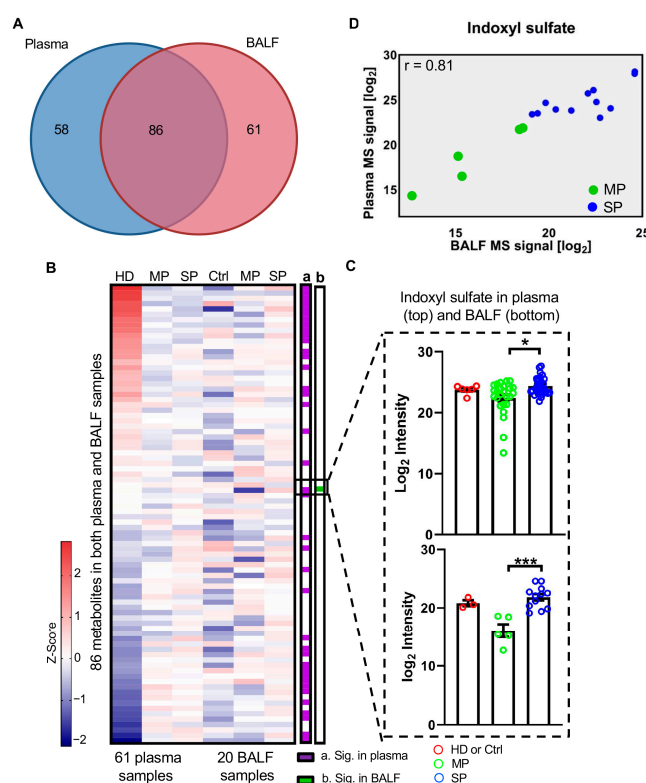 A
Plasma
BALF
58
86
61
D
Indoxyl sulfate
r = 0.81
Plasma MS signal [log2]
30
25
20
15
15
20
25
BALF MS signal [log2]
MP
SP
B
HD MP SP Ctrl MP SP
a
b
86 metabolites in both plasma and BALF samples
2
1
0
−1
−2
Z-Score
61 plasma
samples
20 BALF
samples
a. Sig. in plasma
b. Sig. in BALF
C
Indoxyl sulfate in plasma
(top) and BALF (bottom)
*
Log2 Intensity
30
20
10
0
***
log2 Intensity
30
20
10
0
HD or Ctrl
MP
SP